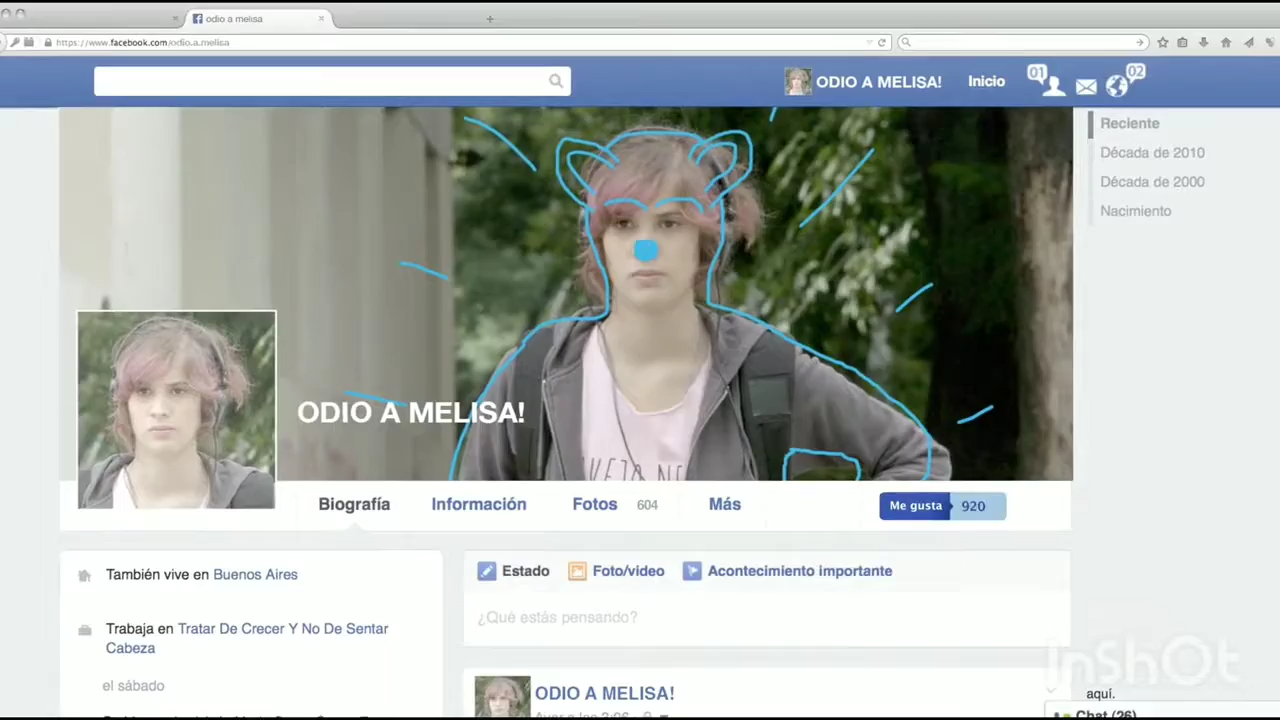 odio a melisa
https://www.facebook.com/odio.a.melisa
ODIO A MELISA!
Inicio
01
02
Reciente
Década de 2010
Década de 2000
Nacimiento
ODIO A MELISA!
Biografía
Información
Fotos 604
Más
Me gusta 920
También vive en Buenos Aires
Trabaja en Tratar De Crecer Y No De Sentar
Cabeza
el sábado
Estado
Foto/video
Acontecimiento importante
¿Qué estás pensando?
ODIO A MELISA!
InShOt
aquí.
Chat (26)